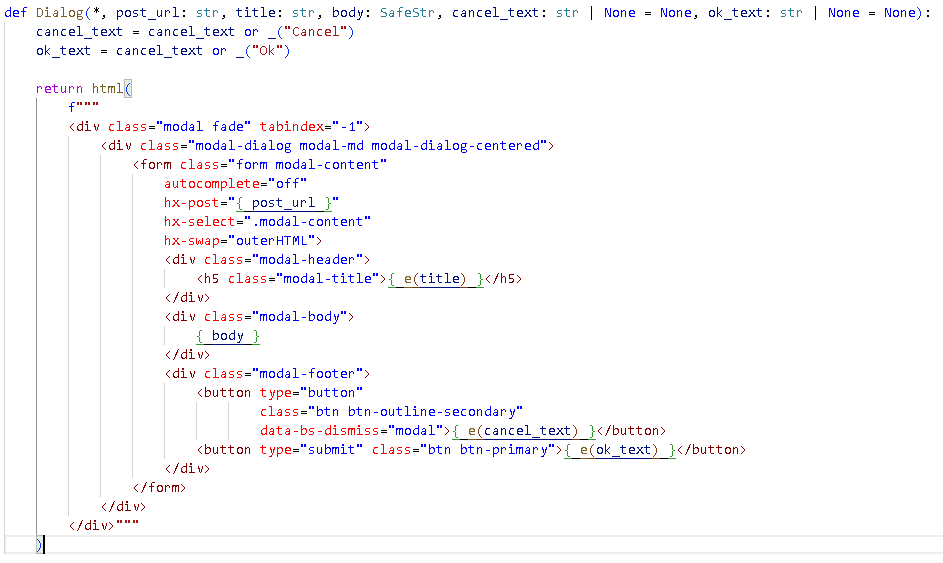 def Dialog(*, post_url: str, title: str, body: SafeStr, cancel_text: str | None = None, ok_text: str | None = None):
    cancel_text = cancel_text or _("Cancel")
    ok_text = cancel_text or _("Ok")

    return html(
        f"""
        <div class="modal fade" tabindex="-1">
            <div class="modal-dialog modal-md modal-dialog-centered">
                <form class="form modal-content"
                    autocomplete="off"
                    hx-post="{ post_url }"
                    hx-select=".modal-content"
                    hx-swap="outerHTML">
                    <div class="modal-header">
                        <h5 class="modal-title">{ e(title) }</h5>
                    </div>
                    <div class="modal-body">
                        { body }
                    </div>
                    <div class="modal-footer">
                        <button type="button"
                                class="btn btn-outline-secondary"
                                data-bs-dismiss="modal">{ e(cancel_text) }</button>
                        <button type="submit" class="btn btn-primary">{ e(ok_text) }</button>
                    </div>
                </form>
            </div>
        </div>"""
    )